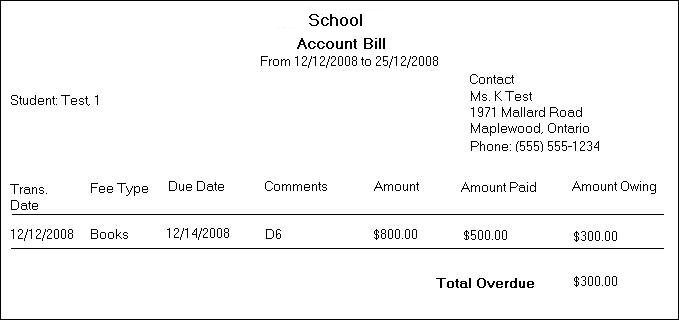 School
Account Bill
From 12/12/2008 to 25/12/2008
Contact
Student: Test, 1
Ms. K Test
1971 Mallard Road
Maplewood, Ontario
Phone: (555) 555-1234
Trans. Date Fee Type Due Date Comments Amount Amount Paid Amount Owing
12/12/2008 Books 12/14/2008 D6 $800.00 $500.00 $300.00
Total Overdue $300.00